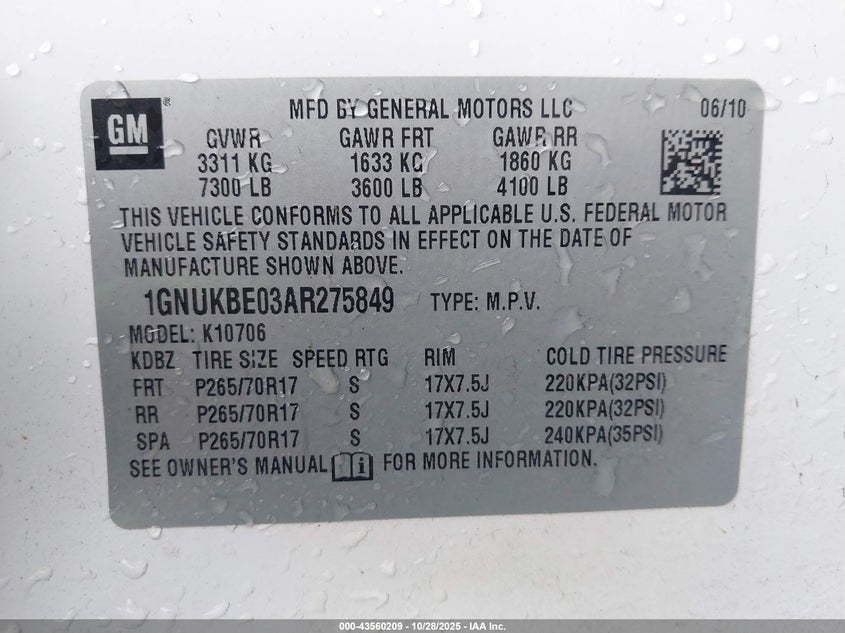 GM ®
MFD BY GENERAL MOTORS LLC 06/10
GVWR GAWR FRT GAWR RR
3311 KG 1633 KG 1860 KG
7300 LB 3600 LB 4100 LB
THIS VEHICLE CONFORMS TO ALL APPLICABLE U.S. FEDERAL MOTOR
VEHICLE SAFETY STANDARDS IN EFFECT ON THE DATE OF
MANUFACTURE SHOWN ABOVE.
1GNUKBE03AR275849 TYPE: M.P.V.
MODEL: K10706
KDBZ TIRE SIZE SPEED RTG RIM COLD TIRE PRESSURE
FRT P265/70R17 S 17X7.5J 220KPA(32PSI)
RR P265/70R17 S 17X7.5J 220KPA(32PSI)
SPA P265/70R17 S 17X7.5J 240KPA(35PSI)
SEE OWNER'S MANUAL i FOR MORE INFORMATION.
000-43560209 - 10/28/2025 - IAA Inc.